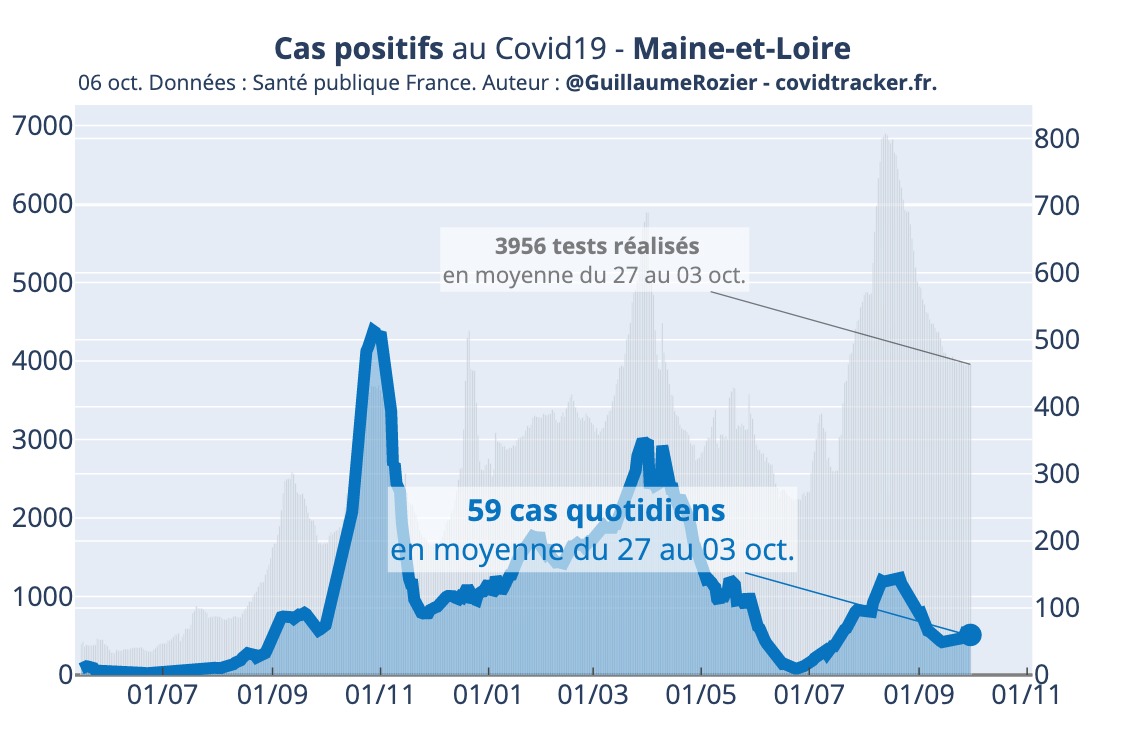 Cas positifs au Covid19 - Maine-et-Loire
06 oct. Données : Santé publique France. Auteur : @GuillaumeRozier - covidtracker.fr.
7000
6000
5000
4000
3000
2000
1000
0
800
700
600
500
400
300
200
100
0
3956 tests réalisés
en moyenne du 27 au 03 oct.
59 cas quotidiens
en moyenne du 27 au 03 oct.
01/07 01/09 01/11 01/01 01/03 01/05 01/07 01/09 01/11